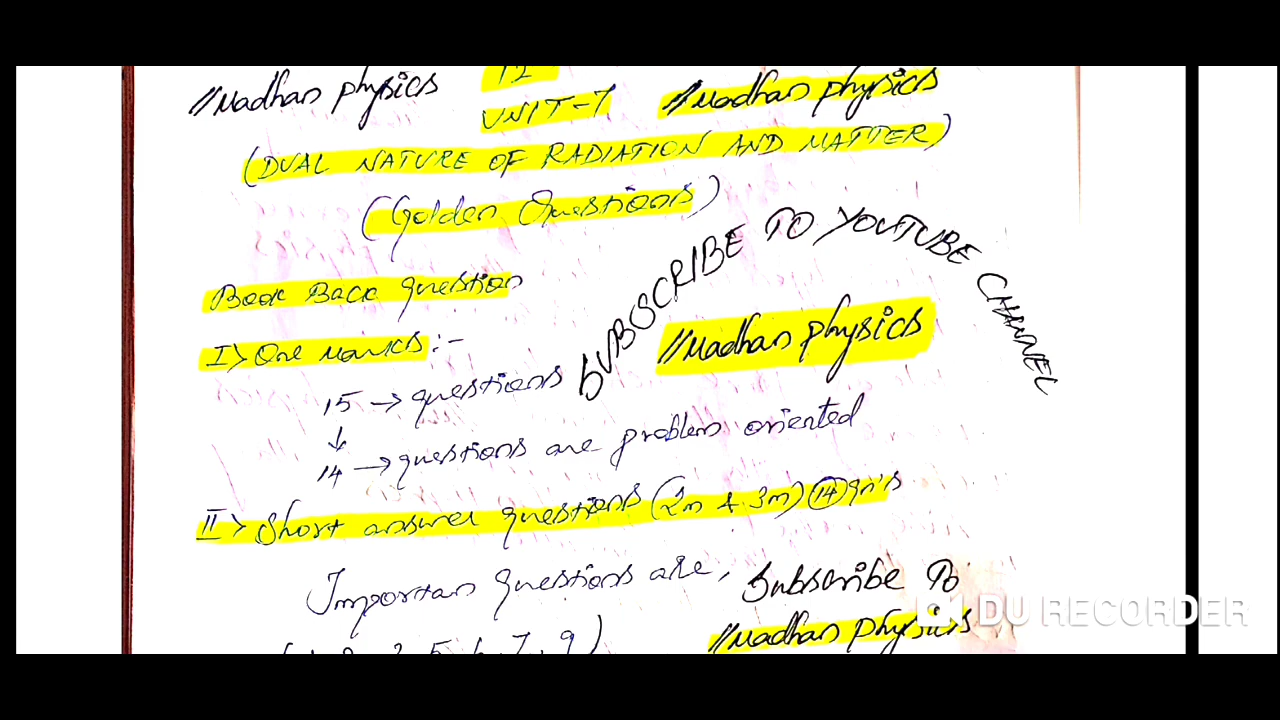 //Madhan physics 12 //Madhan physics
UNIT-7
(DUAL NATURE OF RADIATION AND MATTER)
(Golden Questions)
SUBSCRIBE TO YOUTUBE CHANNEL
//Madhan physics
Book Back question
I> One marks:-
15 → questions
↓
14 → questions are problem oriented
II> Short answer questions (2m & 3m) 14 qn's
Importan questions are,
Subscribe To
//Madhan physics
DU RECORDER